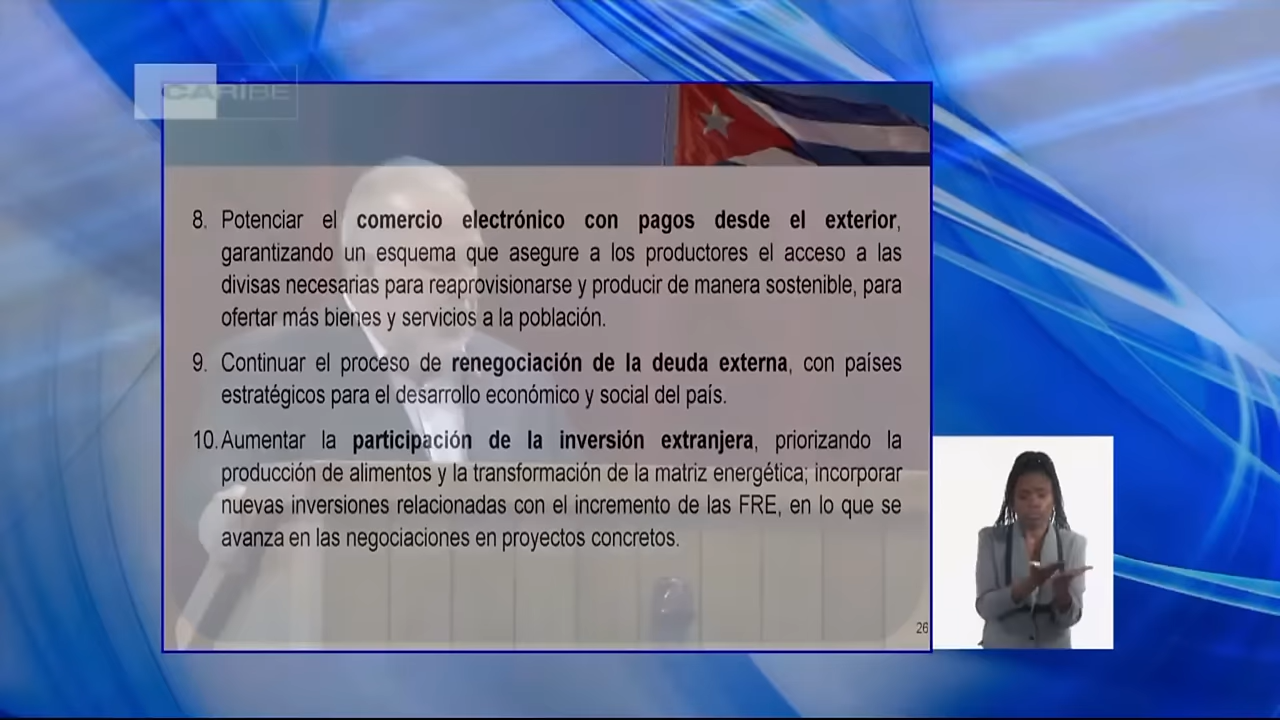 CARIBE
8. Potenciar el comercio electrónico con pagos desde el exterior,
garantizando un esquema que asegure a los productores el acceso a las
divisas necesarias para reaprovisionarse y producir de manera sostenible, para
ofertar más bienes y servicios a la población.
9. Continuar el proceso de renegociación de la deuda externa, con países
estratégicos para el desarrollo económico y social del país.
10. Aumentar la participación de la inversión extranjera, priorizando la
producción de alimentos y la transformación de la matriz energética; incorporar
nuevas inversiones relacionadas con el incremento de las FRE, en lo que se
avanza en las negociaciones en proyectos concretos.
26